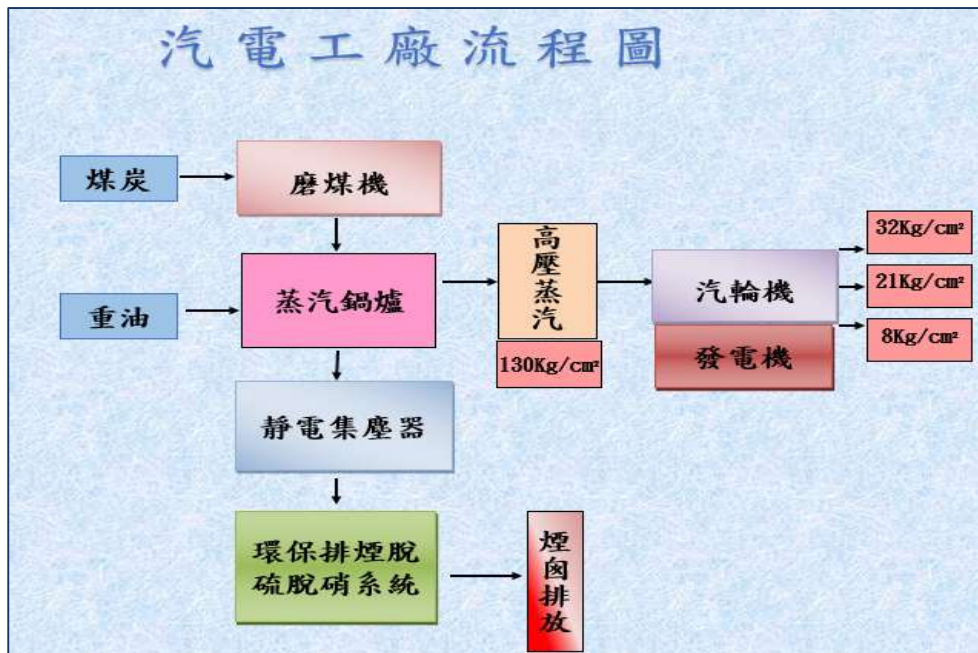 汽電工廠流程圖
煤炭
磨煤機
重油
蒸汽鍋爐
高壓蒸汽
130Kg/cm²
汽輪機
發電機
32Kg/cm²
21Kg/cm²
8Kg/cm²
靜電集塵器
環保排煙脫
硫脫硝系統
煙囪排放